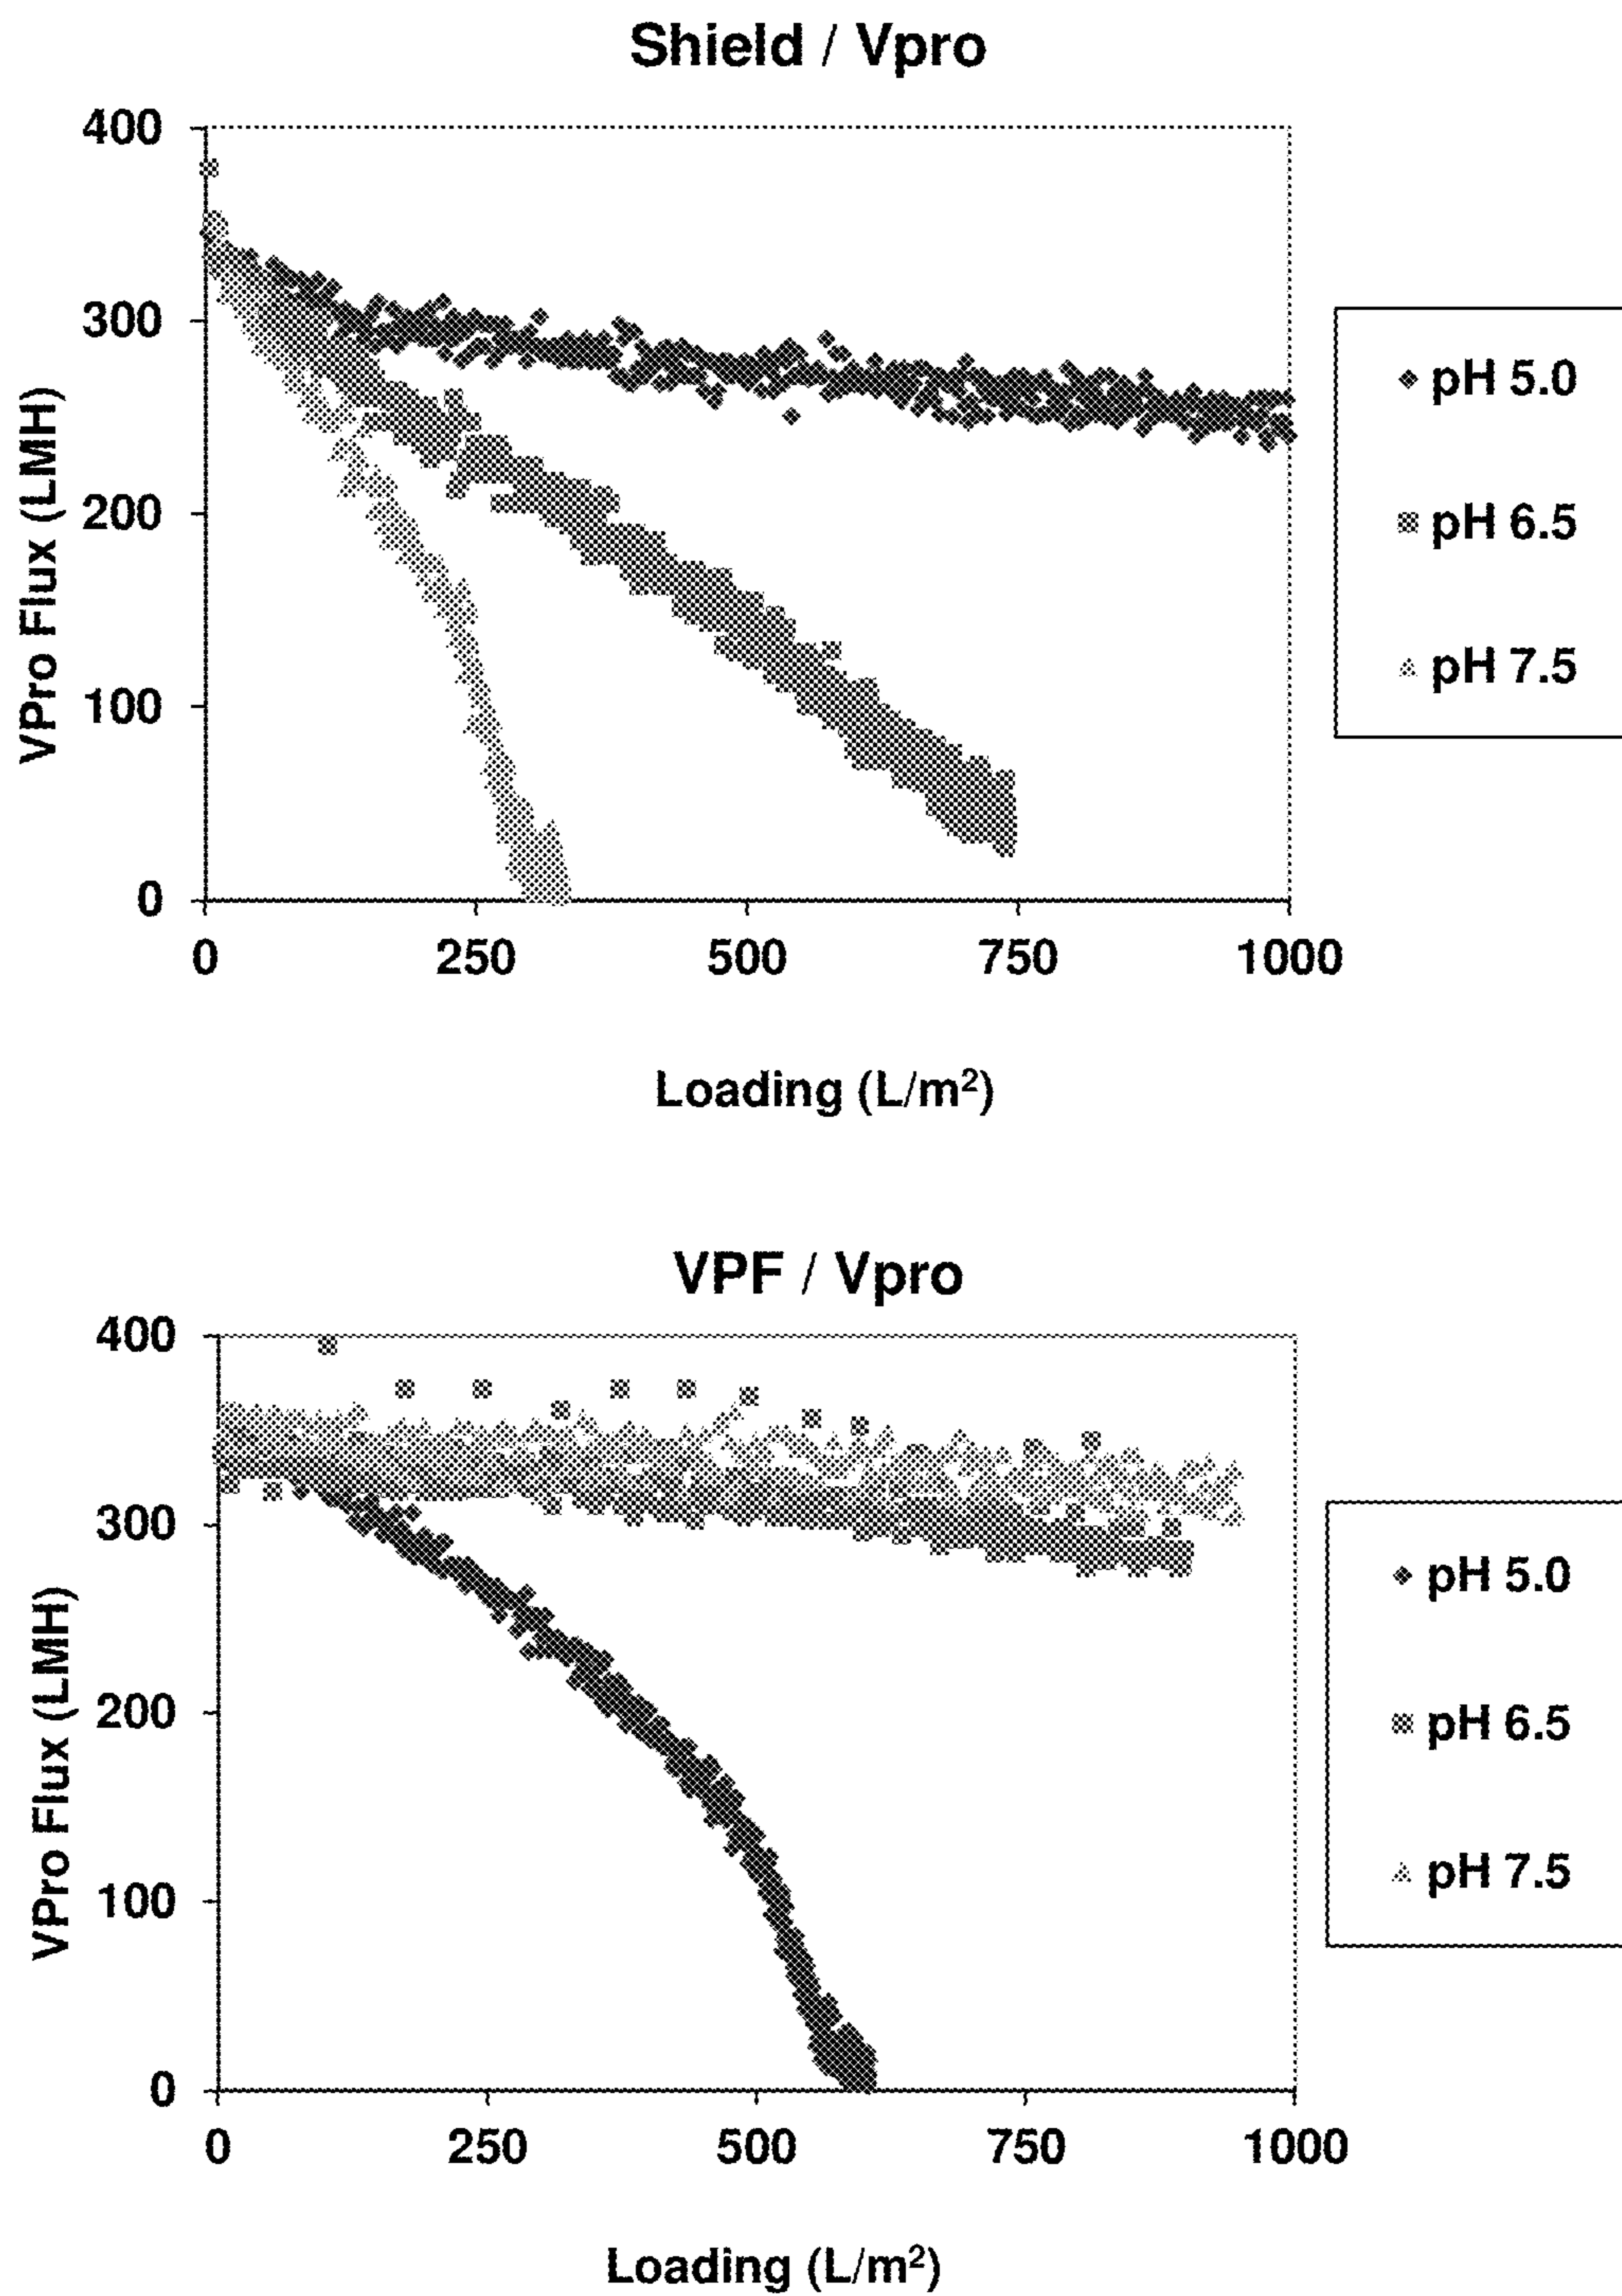 Shield / Vpro
400
300
200
100
0
VPro Flux (LMH)
0 250 500 750 1000
Loading (L/m²)
pH 5.0
pH 6.5
pH 7.5
VPF / Vpro
400
300
200
100
0
VPro Flux (LMH)
0 250 500 750 1000
Loading (L/m²)
pH 5.0
pH 6.5
pH 7.5